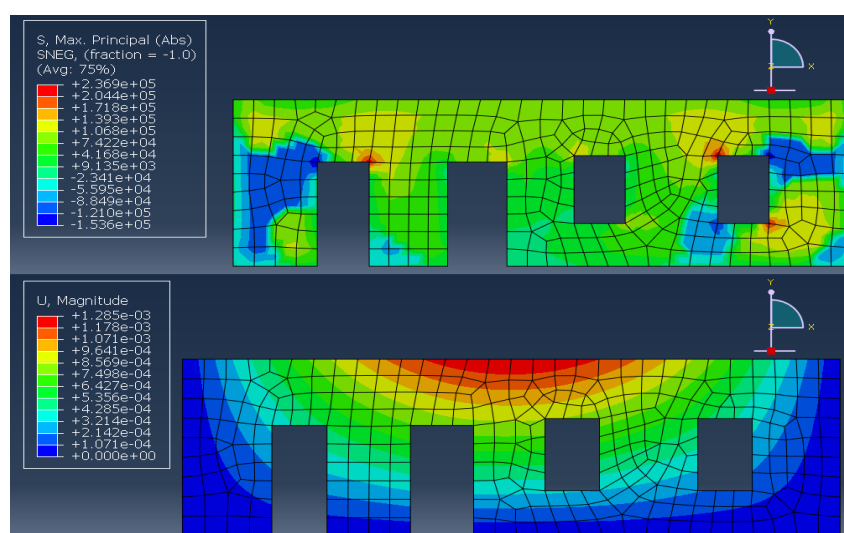 S, Max. Principal (Abs)
SNEG, (fraction = -1.0)
(Avg: 75%)
+2.369e+05
+2.044e+05
+1.718e+05
+1.393e+05
+1.068e+05
+7.422e+04
+4.168e+04
+9.135e+03
-2.341e+04
-5.595e+04
-8.849e+04
-1.210e+05
-1.536e+05
Y
Z
X
U, Magnitude
+1.285e-03
+1.178e-03
+1.071e-03
+9.641e-04
+8.569e-04
+7.498e-04
+6.427e-04
+5.356e-04
+4.285e-04
+3.214e-04
+2.142e-04
+1.071e-04
+0.000e+00
Y
Z
X